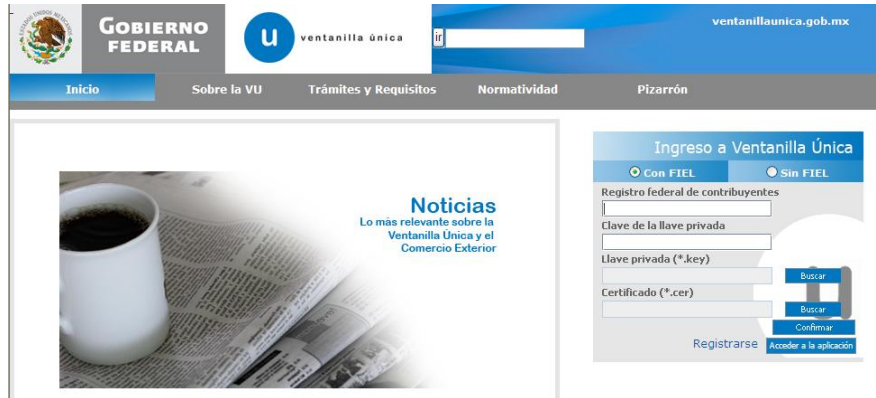 GOBIERNO
FEDERAL
u
ventanilla única
ir
ventanillaunica.gob.mx
Inicio
Sobre la VU
Trámites y Requisitos
Normatividad
Pizarrón
Noticias
Lo más relevante sobre la
Ventanilla Única y el
Comercio Exterior
Ingreso a Ventanilla Única
Con FIEL
Sin FIEL
Registro federal de contribuyentes
Clave de la llave privada
Llave privada (*.key)
Buscar
Certificado (*.cer)
Buscar
Confirmar
Registrarse
Acceder a la aplicación